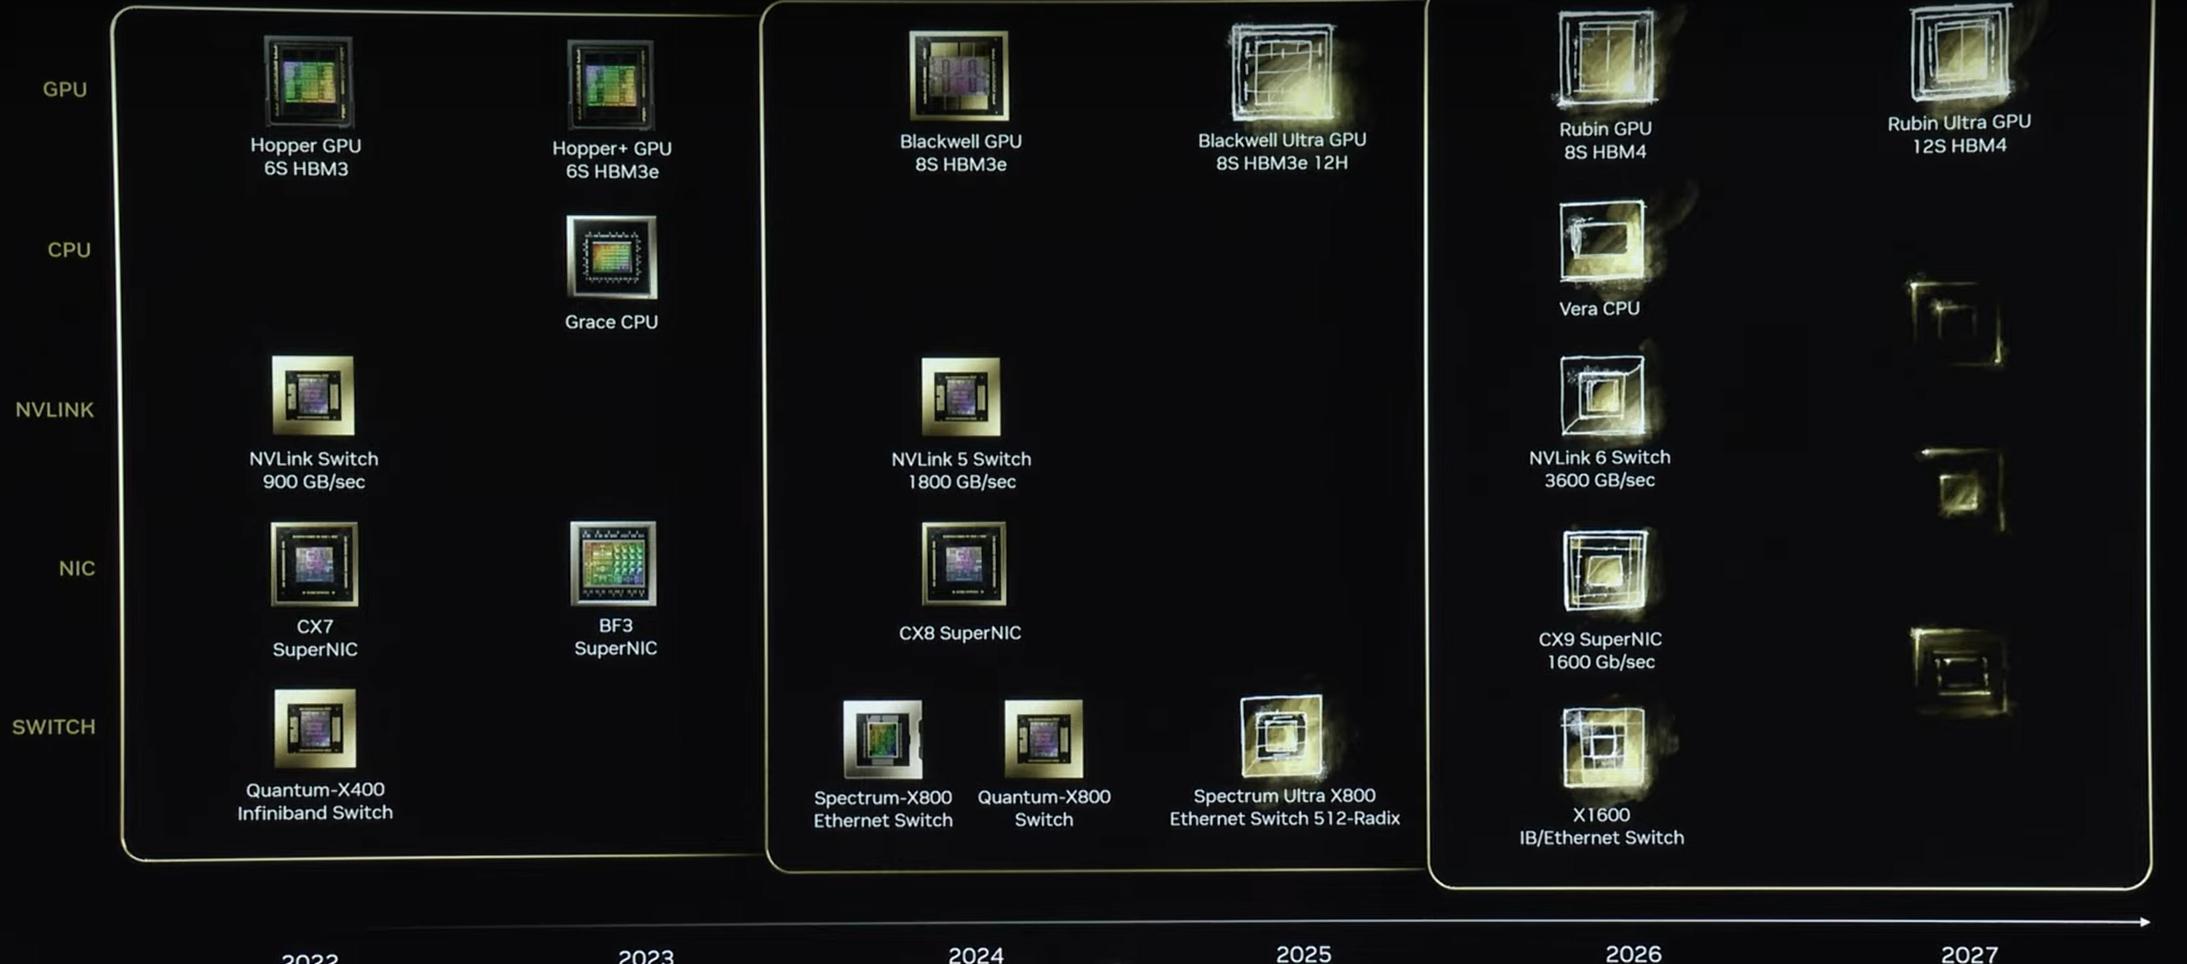 GPU
Hopper GPU
6S HBM3
Hopper+ GPU
6S HBM3e
Blackwell GPU
8S HBM3e
Blackwell Ultra GPU
8S HBM3e 12H
Rubin GPU
8S HBM4
Rubin Ultra GPU
12S HBM4
CPU
Grace CPU
Vera CPU
NVLINK
NVLink Switch
900 GB/sec
NVLink 5 Switch
1800 GB/sec
NVLink 6 Switch
3600 GB/sec
NIC
CX7
SuperNIC
BF3
SuperNIC
CX8 SuperNIC
CX9 SuperNIC
1600 Gb/sec
SWITCH
Quantum-X400
Infiniband Switch
Spectrum-X800
Ethernet Switch
Quantum-X800
Switch
Spectrum Ultra X800
Ethernet Switch 512-Radix
X1600
IB/Ethernet Switch
2022
2023
2024
2025
2026
2027